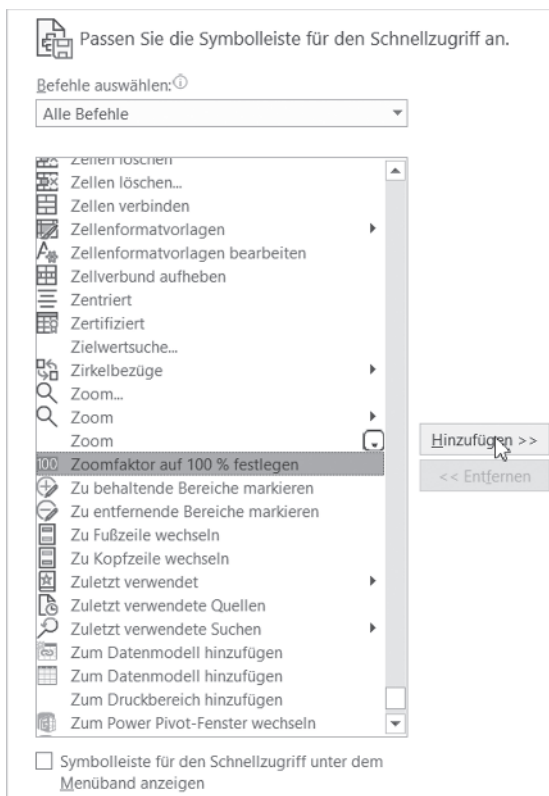 Passen Sie die Symbolleiste für den Schnellzugriff an.
Befehle auswählen:
Alle Befehle
Zellen löschen
Zellen löschen...
Zellen verbinden
Zellenformatvorlagen
Zellenformatvorlagen bearbeiten
Zellverbund aufheben
Zentriert
Zertifiziert
Zielwertsuche...
Zirkelbezüge
Zoom...
Zoom
Zoom
100 Zoomfaktor auf 100 % festlegen
Zu behaltende Bereiche markieren
Zu entfernende Bereiche markieren
Zu Fußzeile wechseln
Zu Kopfzeile wechseln
Zuletzt verwendet
Zuletzt verwendete Quellen
Zuletzt verwendete Suchen
Zum Datenmodell hinzufügen
Zum Datenmodell hinzufügen
Zum Druckbereich hinzufügen
Zum Power Pivot-Fenster wechseln
Hinzufügen >>
<< Entfernen
Symbolleiste für den Schnellzugriff unter dem
Menüband anzeigen